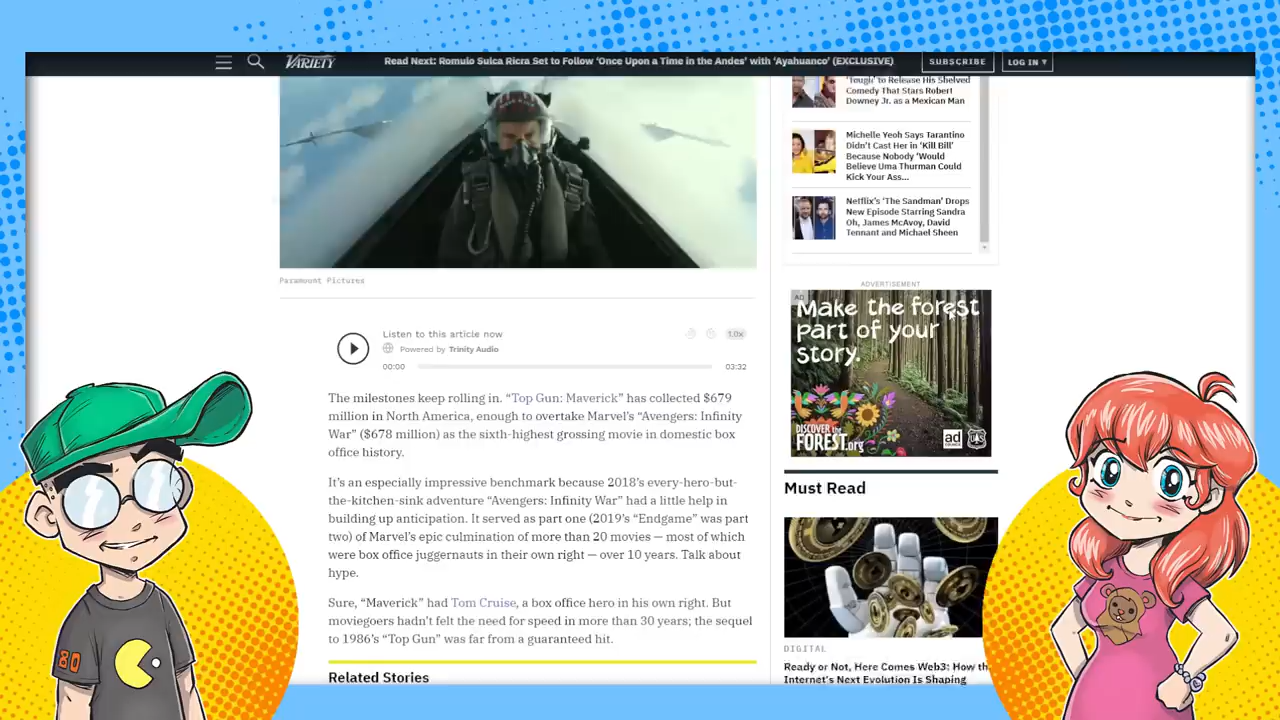 VARIETY
Read Next: Romulo Sulca Ricra Set to Follow ‘Once Upon a Time in the Andes’ with ‘Ayahuanco’ (EXCLUSIVE)
SUBSCRIBE
LOG IN ▾
Paramount Pictures
Listen to this article now
1.0x
Powered by Trinity Audio
00:00
03:32
The milestones keep rolling in. “Top Gun: Maverick” has collected $679
million in North America, enough to overtake Marvel’s “Avengers: Infinity
War” ($678 million) as the sixth-highest grossing movie in domestic box
office history.
It’s an especially impressive benchmark because 2018’s every-hero-but-
the-kitchen-sink adventure “Avengers: Infinity War” had a little help in
building up anticipation. It served as part one (2019’s “Endgame” was part
two) of Marvel’s epic culmination of more than 20 movies — most of which
were box office juggernauts in their own right — over 10 years. Talk about
hype.
Sure, “Maverick” had Tom Cruise, a box office hero in his own right. But
moviegoers hadn’t felt the need for speed in more than 30 years; the sequel
to 1986’s “Top Gun” was far from a guaranteed hit.
Related Stories
‘Tough’ to Release His Shelved
Comedy That Stars Robert
Downey Jr. as a Mexican Man
Michelle Yeoh Says Tarantino
Didn’t Cast Her in ‘Kill Bill’
Because Nobody ‘Would
Believe Uma Thurman Could
Kick Your Ass...
Netflix’s ‘The Sandman’ Drops
New Episode Starring Sandra
Oh, James McAvoy, David
Tennant and Michael Sheen
ADVERTISEMENT
AD
Make the forest
part of your
story.
DISCOVER
THE
FOREST.org
ad
UAS
Must Read
DIGITAL
Ready or Not, Here Comes Web3: How th
Internet’s Next Evolution Is Shaping
80